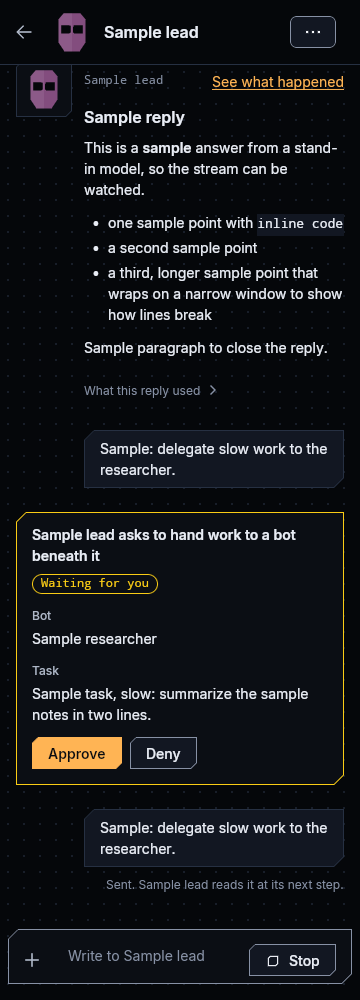 Sample lead
Sample lead
See what happened
Sample reply
This is a sample answer from a stand-
in model, so the stream can be
watched.
• one sample point with inline code
• a second sample point
• a third, longer sample point that
wraps on a narrow window to show
how lines break
Sample paragraph to close the reply.
What this reply used
Sample: delegate slow work to the
researcher.
Sample lead asks to hand work to a bot
beneath it
Waiting for you
Bot
Sample researcher
Task
Sample task, slow: summarize the sample
notes in two lines.
Approve
Deny
Sample: delegate slow work to the
researcher.
Sent. Sample lead reads it at its next step.
Write to Sample lead
Stop